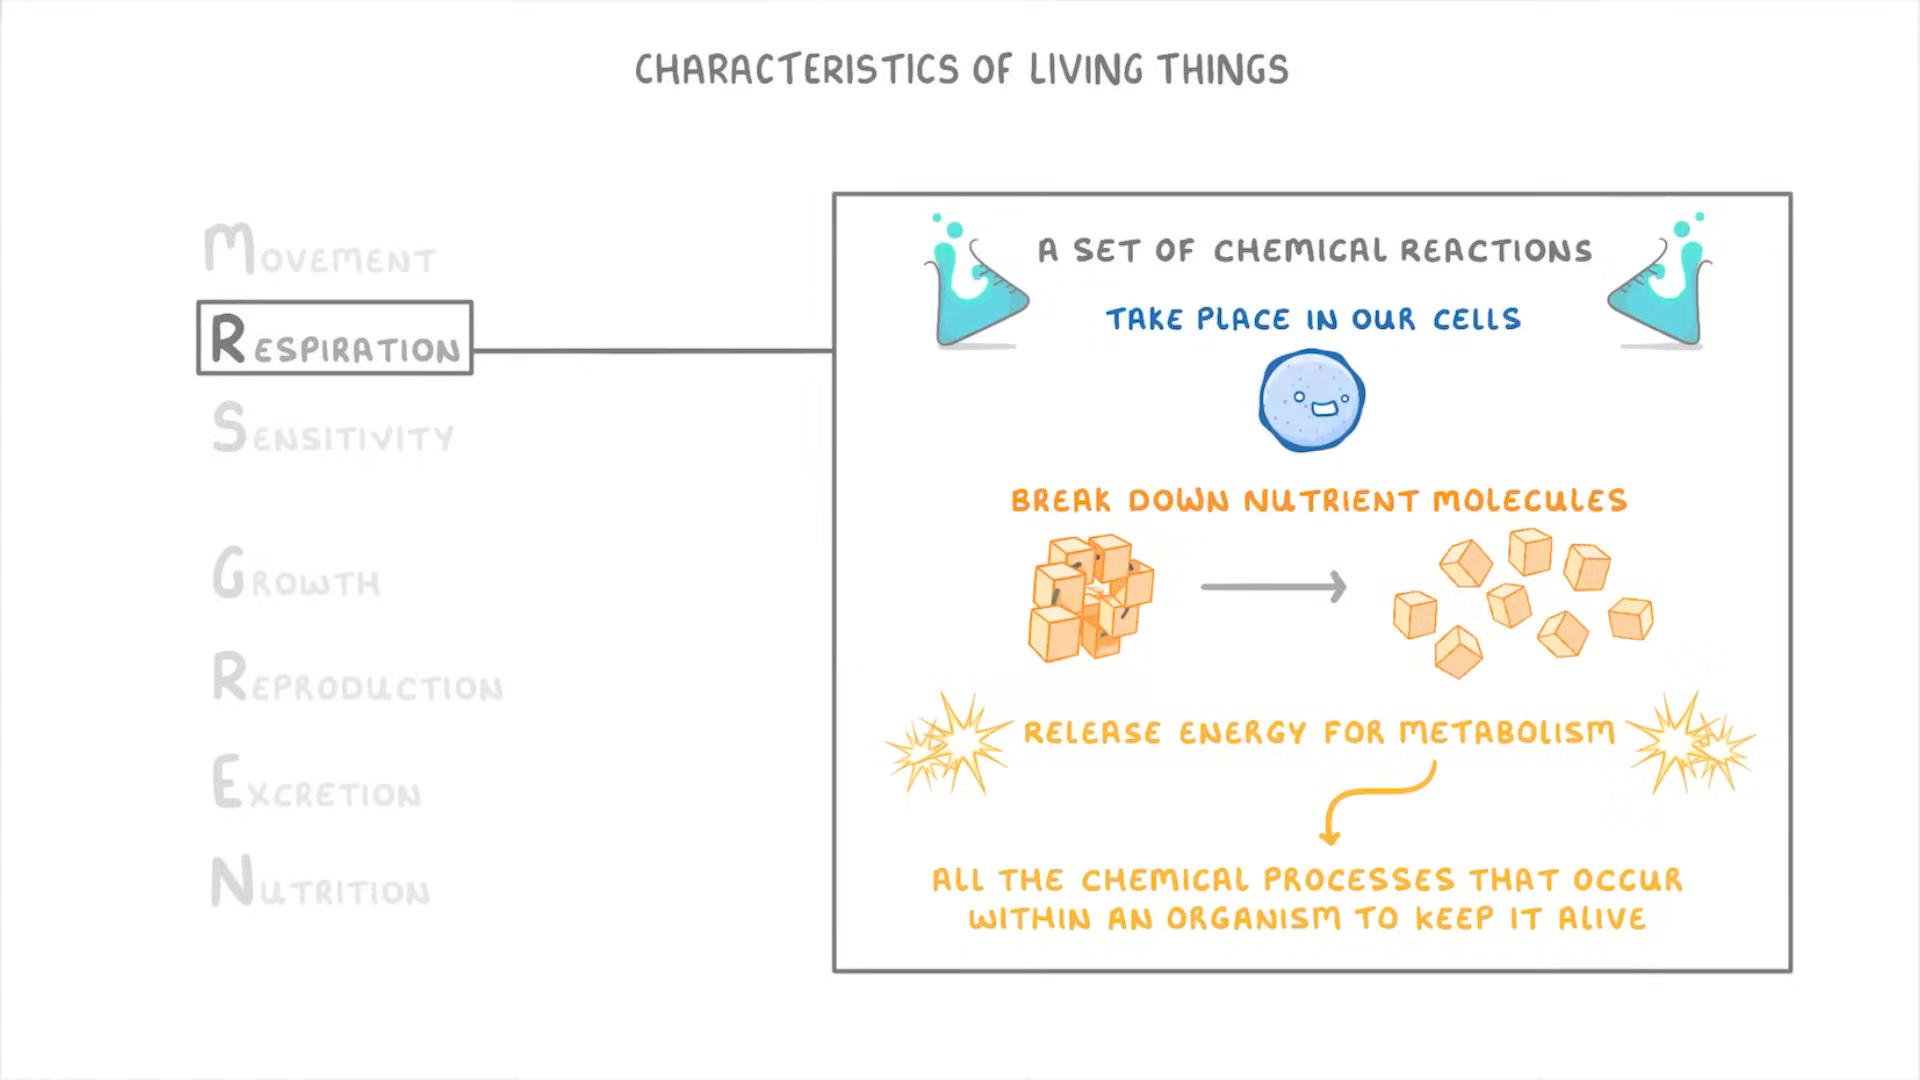 CHARACTERISTICS OF LIVING THINGS
MOVEMENT
RESPIRATION
SENSITIVITY
GROWTH
REPRODUCTION
EXCRETION
NUTRITION
A SET OF CHEMICAL REACTIONS
TAKE PLACE IN OUR CELLS
BREAK DOWN NUTRIENT MOLECULES
RELEASE ENERGY FOR METABOLISM
ALL THE CHEMICAL PROCESSES THAT OCCUR
WITHIN AN ORGANISM TO KEEP IT ALIVE